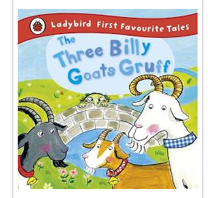 Ladybird First Favourite Tales
The
Three Billy
Goats Gruff